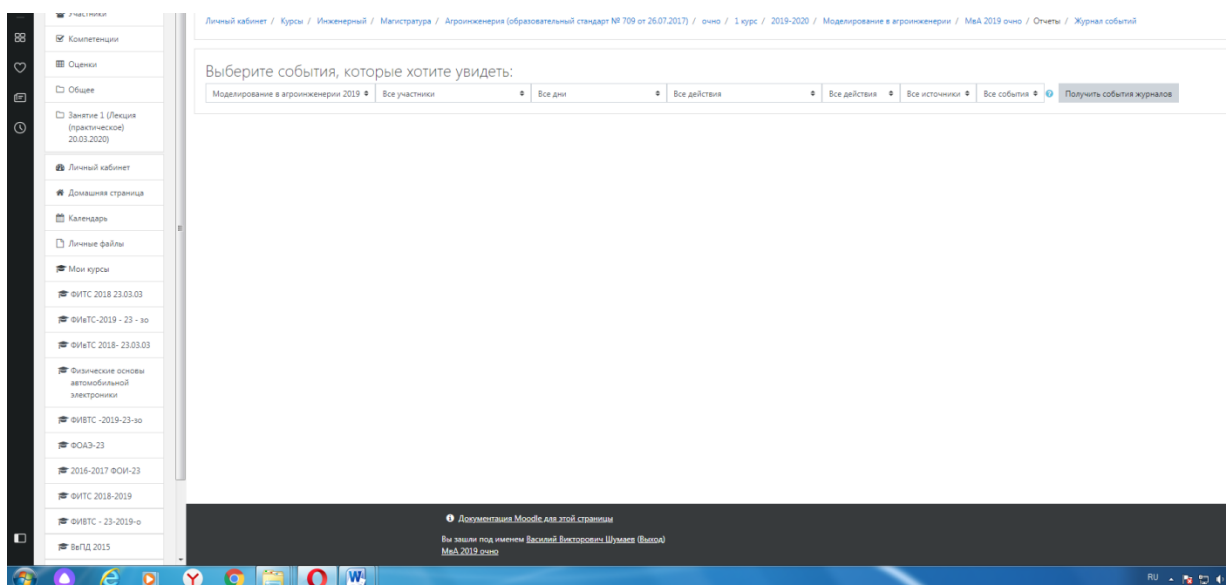 Участники
Компетенции
Оценки
Общее
Занятие 1 (Лекция
(практическое)
20.03.2020)
Личный кабинет
Домашняя страница
Календарь
Личные файлы
Мои курсы
ФИТС 2018 23.03.03
ФИвТС-2019 - 23 - зо
ФИвТС 2018- 23.03.03
Физические основы
автомобильной
электроники
ФИВТС -2019-23-зо
ФОАЭ-23
2016-2017 ФОИ-23
ФИТС 2018-2019
ФИВТС - 23-2019-о
ВвПД 2015
Личный кабинет / Курсы / Инженерный / Магистратура / Агроинженерия (образовательный стандарт № 709 от 26.07.2017) / очно / 1 курс / 2019-2020 / Моделирование в агроинженерии / МвА 2019 очно / Отчеты / Журнал событий
Выберите события, которые хотите увидеть:
Моделирование в агроинженерии 2019 Все участники Все дни Все действия Все действия Все источники Все события Получить события журналов
Документация Moodle для этой страницы
Вы зашли под именем Василий Викторович Шумаев (Выход)
МвА 2019 очно
RU